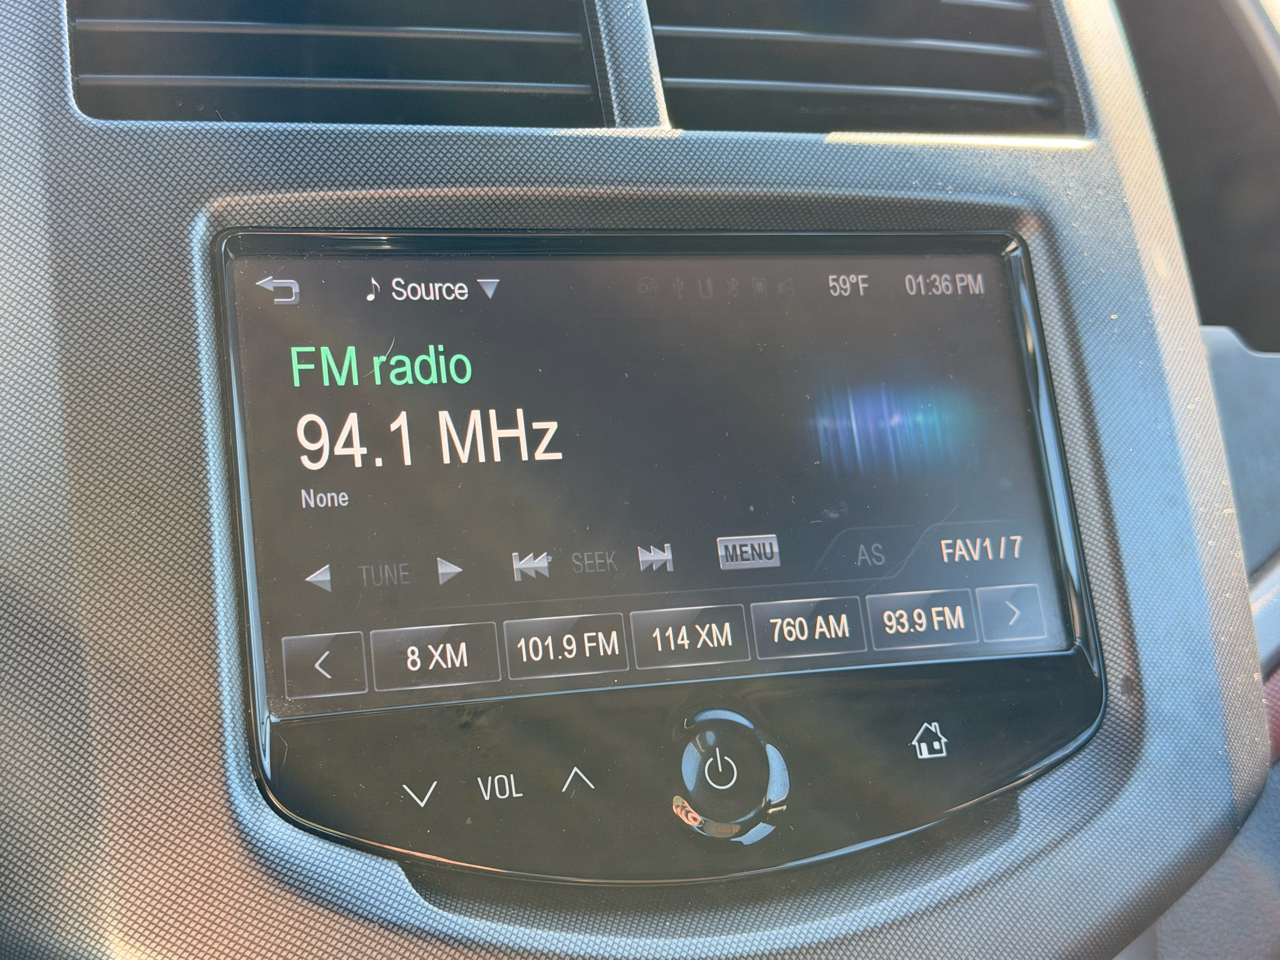 Source 59°F 01:36 PM
FM radio
94.1 MHz
None
TUNE SEEK MENU AS FAV1/7
8 XM 101.9 FM 114 XM 760 AM 93.9 FM
VOL